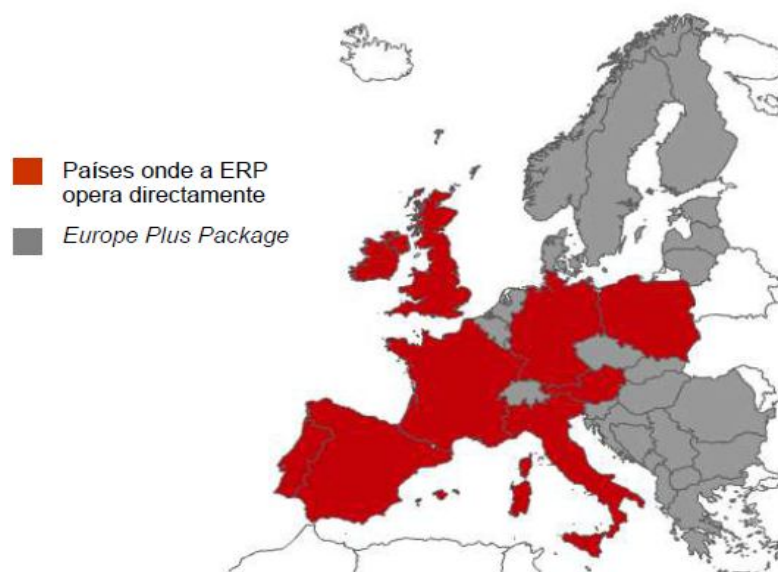 Países onde a ERP
opera directamente
Europe Plus Package